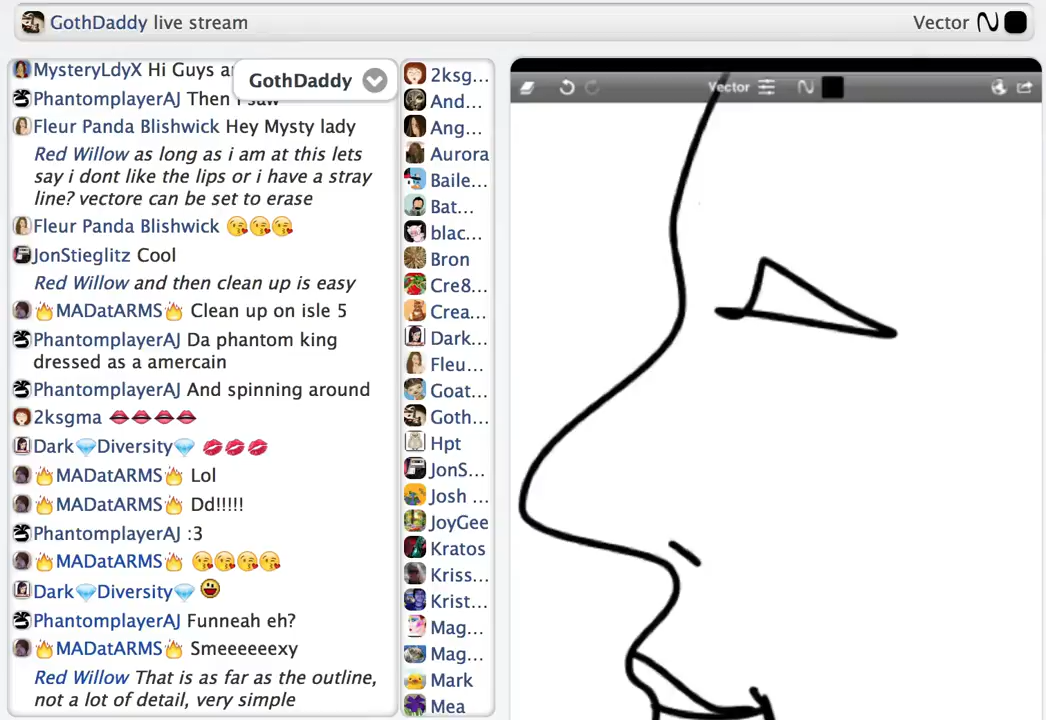 GothDaddy live stream
Vector
MysteryLdyX Hi Guys a
GothDaddy
PhantomplayerAJ Then I saw
Fleur Panda Blishwick Hey Mysty lady
Red Willow as long as i am at this lets
say i dont like the lips or i have a stray
line? vectore can be set to erase
Fleur Panda Blishwick 😘😘😘
JonStieglitz Cool
Red Willow and then clean up is easy
🔥MADatARMS🔥 Clean up on isle 5
PhantomplayerAJ Da phantom king
dressed as a amercain
PhantomplayerAJ And spinning around
2ksgma 👄👄👄👄
Dark💎Diversity💎 💋💋💋
🔥MADatARMS🔥 Lol
🔥MADatARMS🔥 Dd!!!!!
PhantomplayerAJ :3
🔥MADatARMS🔥 😘😘😘😘
Dark💎Diversity💎 😃
PhantomplayerAJ Funneah eh?
🔥MADatARMS🔥 Smeeeeeexy
Red Willow That is as far as the outline,
not a lot of detail, very simple
2ksg...
And...
Ang...
Aurora
Baile...
Bat...
blac...
Bron
Cre8...
Crea...
Dark...
Fleu...
Goat...
Goth...
Hpt
JonS...
Josh ...
JoyGee
Kratos
Kriss...
Krist...
Mag...
Mag...
Mark
Mea
Vector